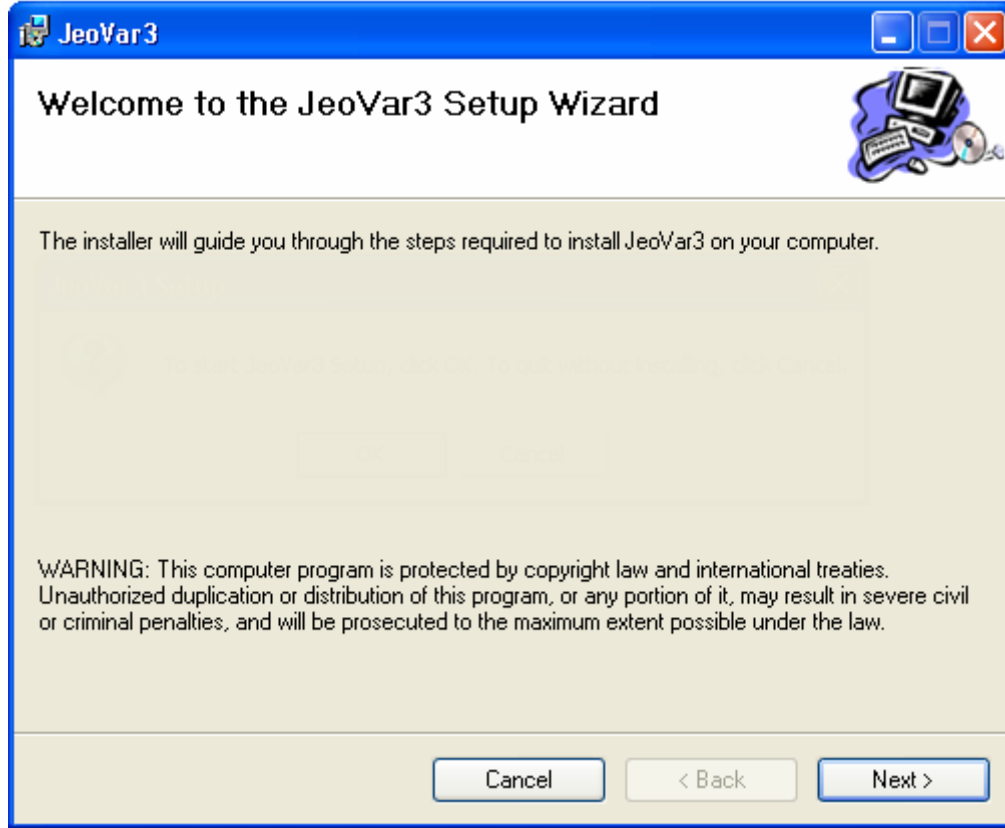 JeoVar3
Welcome to the JeoVar3 Setup Wizard
The installer will guide you through the steps required to install JeoVar3 on your computer.
WARNING: This computer program is protected by copyright law and international treaties.
Unauthorized duplication or distribution of this program, or any portion of it, may result in severe civil
or criminal penalties, and will be prosecuted to the maximum extent possible under the law.
Cancel
< Back
Next >